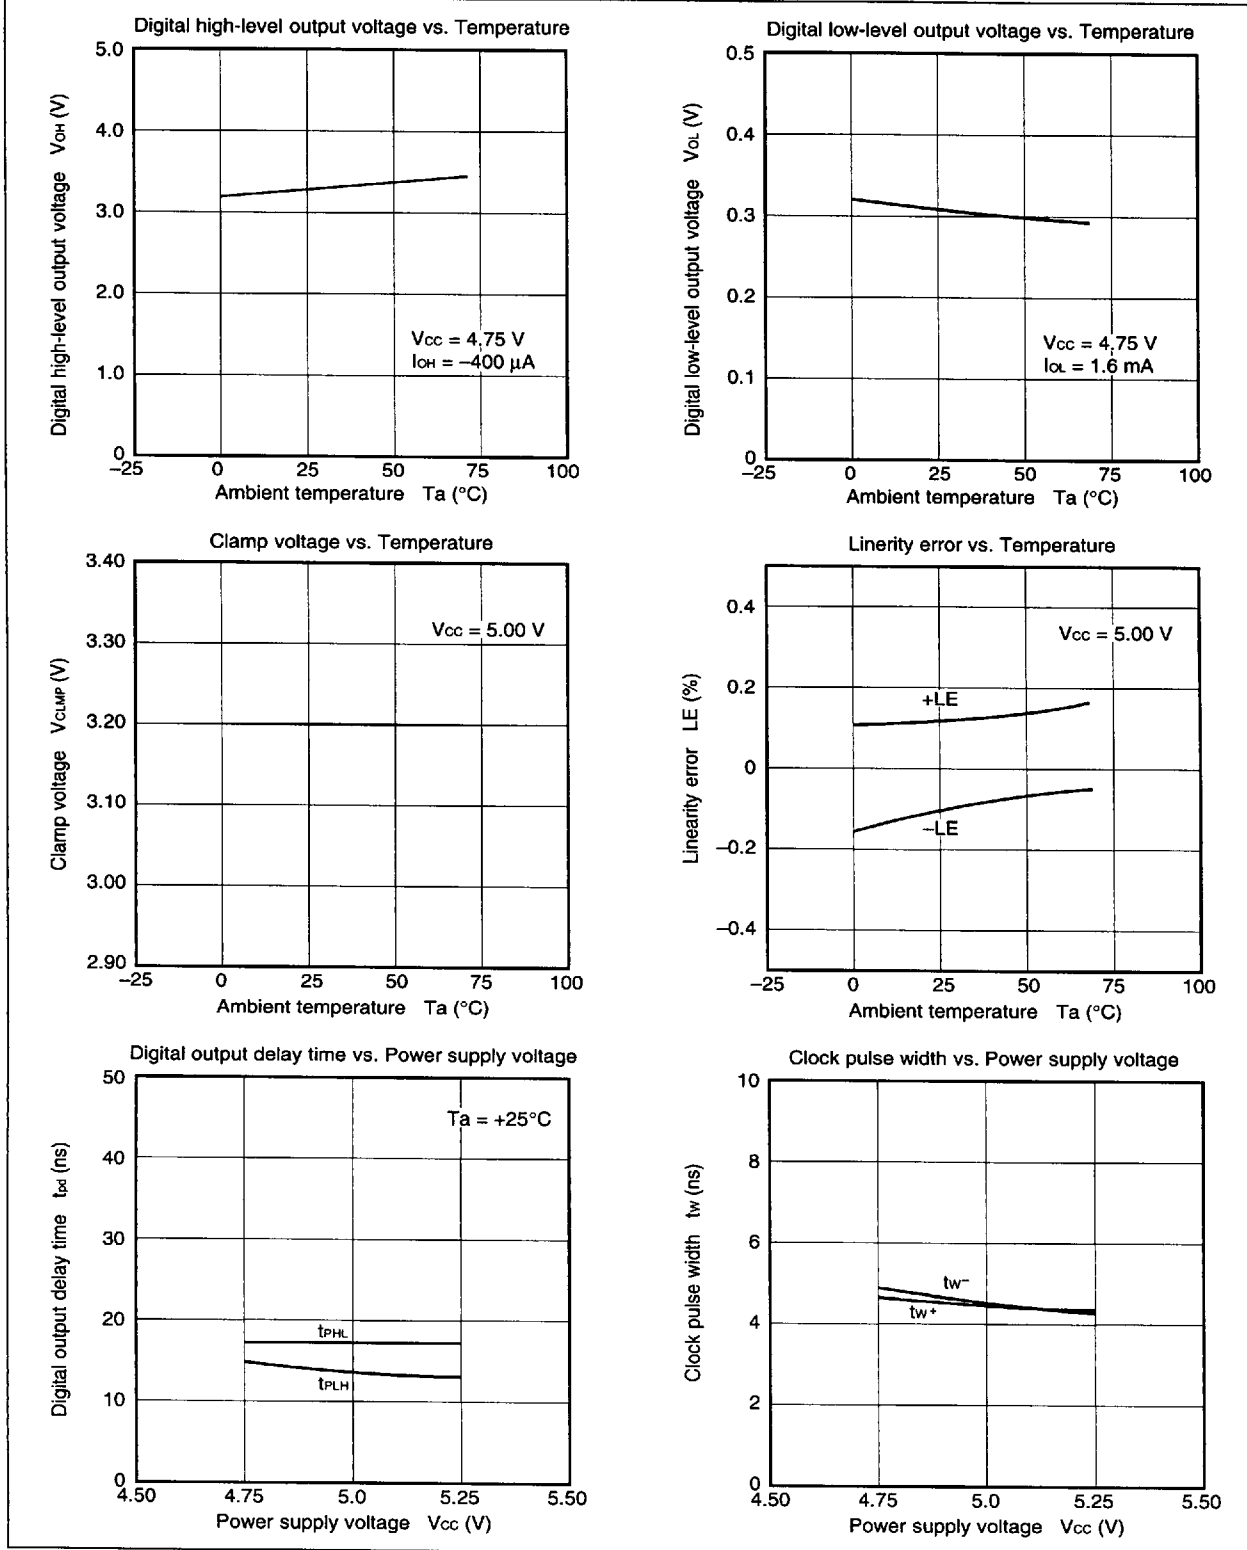 Digital high-level output voltage vs. Temperature
5.0
4.0
3.0
2.0
1.0
0
Digital high-level output voltage VOH (V)
VCC = 4.75 V
IOH = –400 µA
–25 0 25 50 75 100
Ambient temperature Ta (°C)
Digital low-level output voltage vs. Temperature
0.5
0.4
0.3
0.2
0.1
0
Digital low-level output voltage VOL (V)
VCC = 4.75 V
IOL = 1.6 mA
–25 0 25 50 75 100
Ambient temperature Ta (°C)
Clamp voltage vs. Temperature
3.40
3.30
3.20
3.10
3.00
2.90
Clamp voltage VCLMP (V)
VCC = 5.00 V
–25 0 25 50 75 100
Ambient temperature Ta (°C)
Linerity error vs. Temperature
0.4
0.2
0
–0.2
–0.4
Linearity error LE (%)
VCC = 5.00 V
+LE
–LE
–25 0 25 50 75 100
Ambient temperature Ta (°C)
Digital output delay time vs. Power supply voltage
50
40
30
20
10
0
Digital output delay time tpd (ns)
Ta = +25°C
tPHL
tPLH
4.50 4.75 5.0 5.25 5.50
Power supply voltage VCC (V)
Clock pulse width vs. Power supply voltage
10
8
6
4
2
0
Clock pulse width tw (ns)
tw–
tw+
4.50 4.75 5.0 5.25 5.50
Power supply voltage VCC (V)